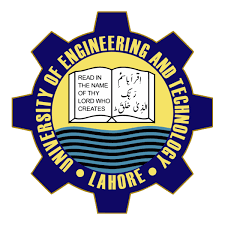 UNIVERSITY OF ENGINEERING AND TECHNOLOGY
READ IN
THE NAME
OF THY
LORD WHO
CREATES
اقرأ باسم
ربك
الذی خلق
LAHORE